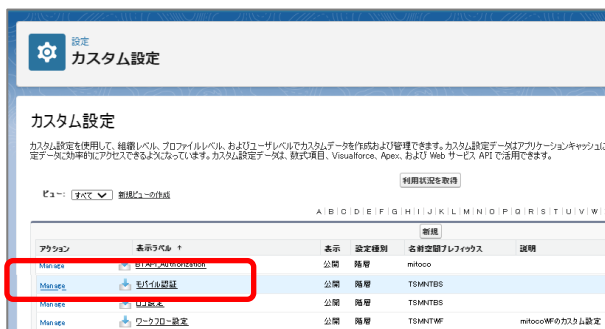 設定
カスタム設定
カスタム設定
カスタム設定を使用して、組織レベル、プロファイルレベル、およびユーザレベルでカスタムデータを作成および管理できます。カスタム設定データはアプリケーションキャッシュに
定データに効率的にアクセスできるようになっています。カスタム設定データは、数式項目、Visualforce、Apex、および Web サービス API で活用できます。
利用状況を取得
ビュー: すべて 新規ビューの作成
A | B | C | D | E | F | G | H | I | J | K | L | M | N | O | P | Q | R | S | T | U | V | W
新規
アクション 表示ラベル ↑ 表示 設定種別 名前空間プレフィックス 説明
Manage BTAPI_Authorization 公開 階層 mitoco
Manage モバイル認証 公開 階層 TSMNTBS
Manage ロゴ設定 公開 階層 TSMNTBS
Manage ワークフロー設定 公開 階層 TSMNTWF mitocoWFのカスタム設定